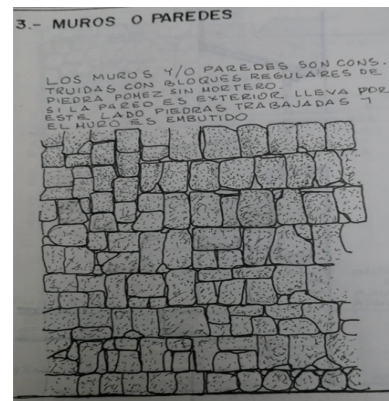 3.- MUROS O PAREDES
LOS MUROS Y/O PAREDES SON CONS.
TRUIDAS CON BLOQUES REGULARES DE
PIEDRA POMEZ SIN MORTERO.
SI LA PARED ES EXTERIOR LLEVA POR
ESTE LADO PIEDRAS TRABAJADAS Y
EL MURO ES EMBUTIDO